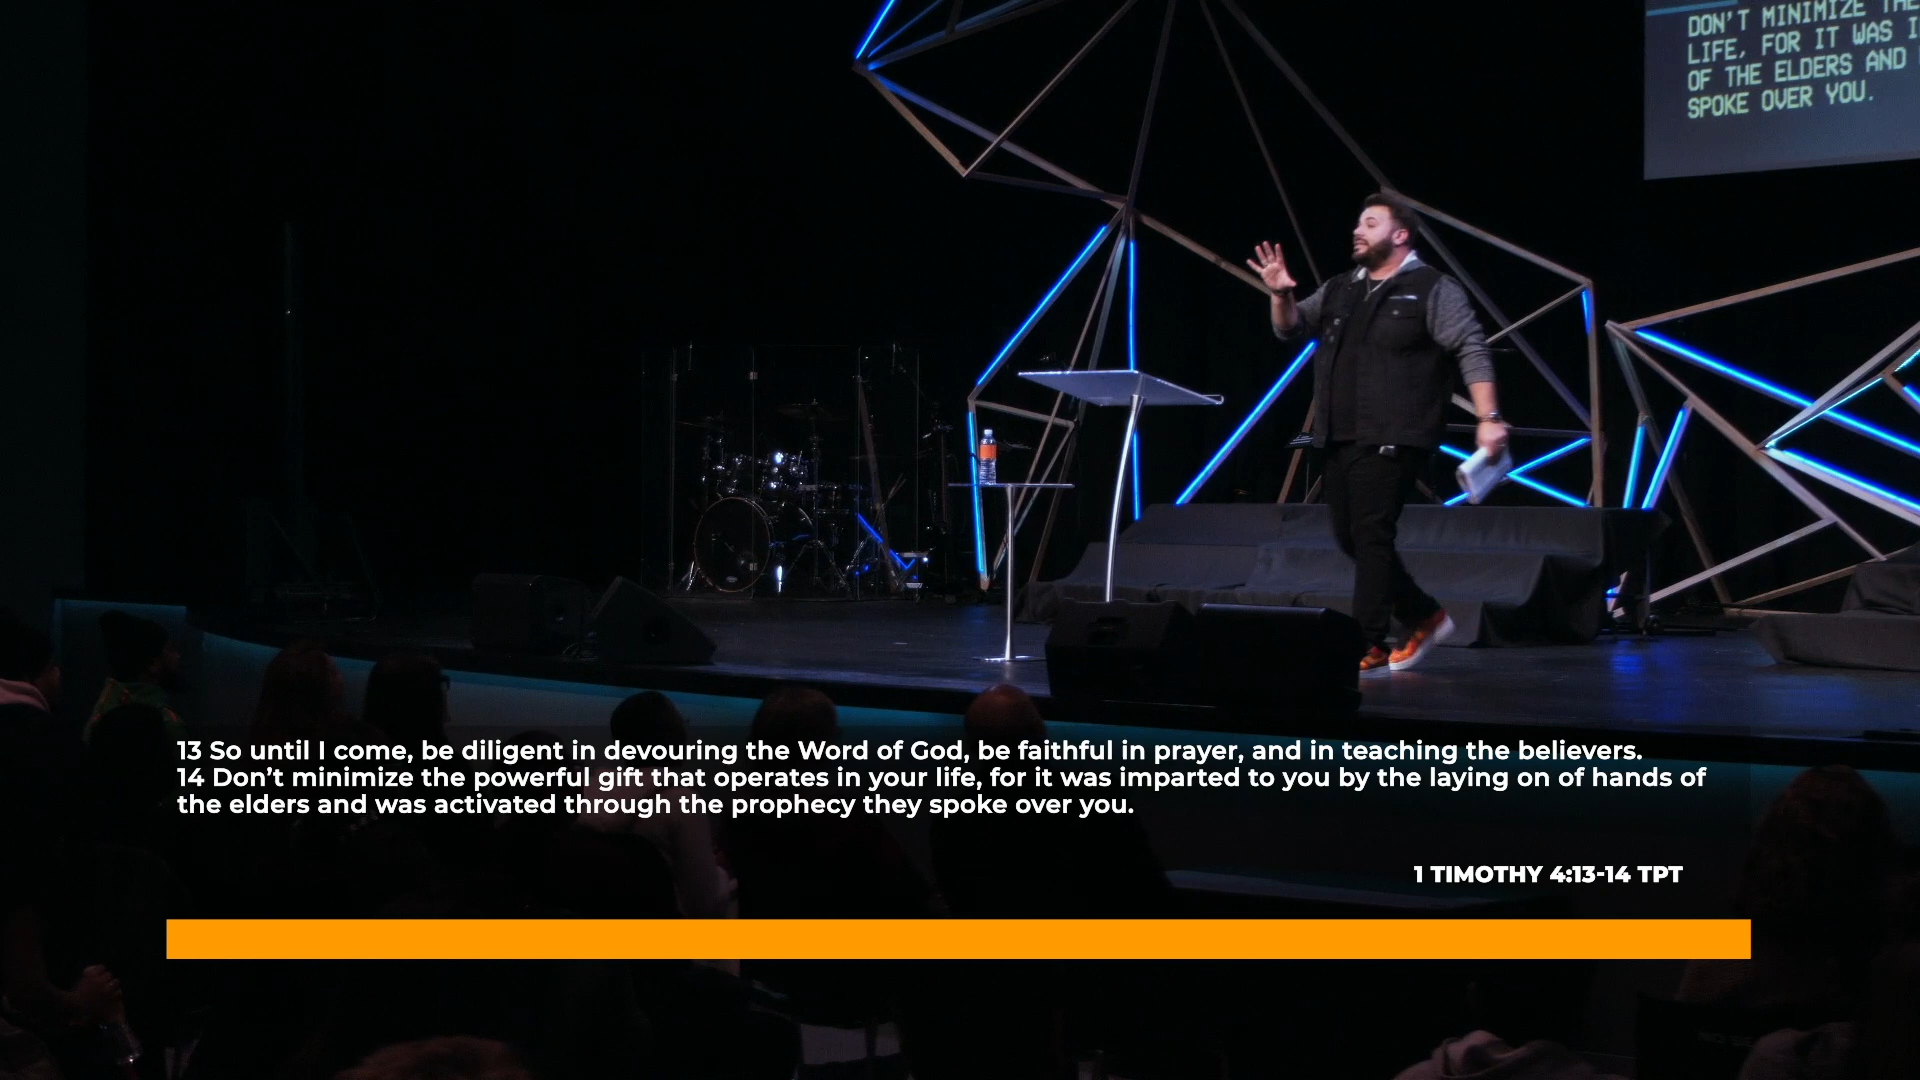 DON'T MINIMIZE THE
LIFE, FOR IT WAS
OF THE ELDERS AND
SPOKE OVER YOU.
13 So until I come, be diligent in devouring the Word of God, be faithful in prayer, and in teaching the believers.
14 Don’t minimize the powerful gift that operates in your life, for it was imparted to you by the laying on of hands of
the elders and was activated through the prophecy they spoke over you.
1 TIMOTHY 4:13-14 TPT